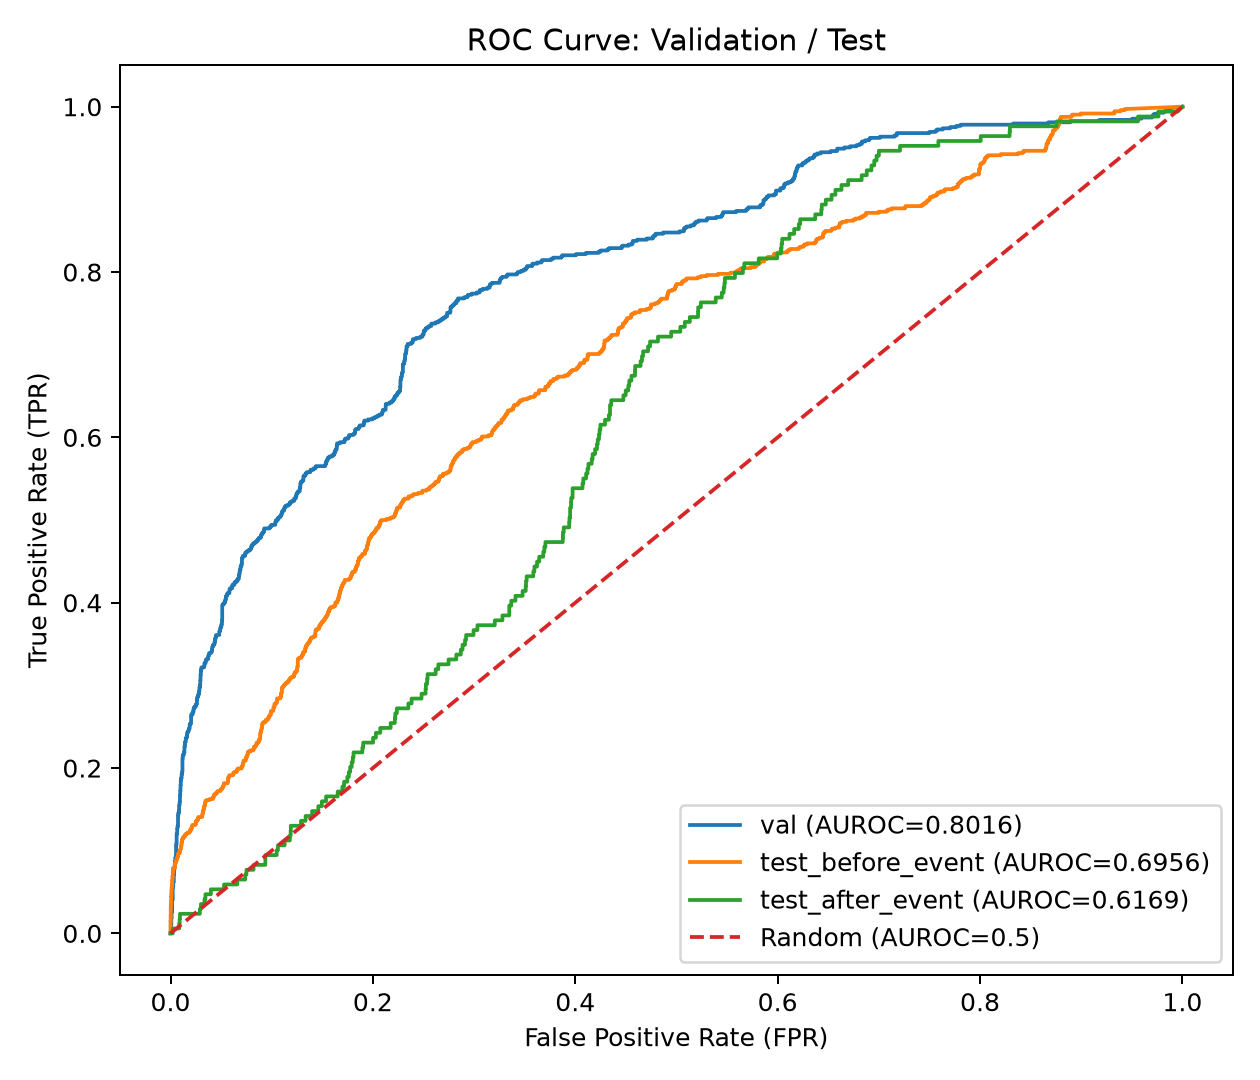 ROC Curve: Validation / Test
True Positive Rate (TPR)
1.0
0.8
0.6
0.4
0.2
0.0
val (AUROC=0.8016)
test_before_event (AUROC=0.6956)
test_after_event (AUROC=0.6169)
Random (AUROC=0.5)
0.0 0.2 0.4 0.6 0.8 1.0
False Positive Rate (FPR)